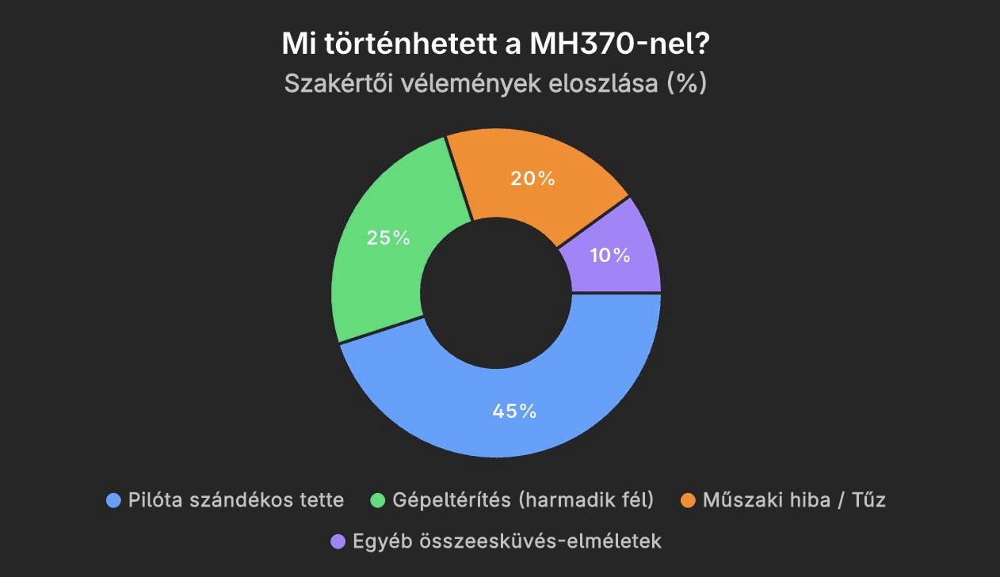 Mi történhetett a MH370-nel?
Szakértői vélemények eloszlása (%)
20%
25%
10%
45%
Pilóta szándékos tette Gépeltérítés (harmadik fél) Műszaki hiba / Tűz
Egyéb összeesküvés-elméletek